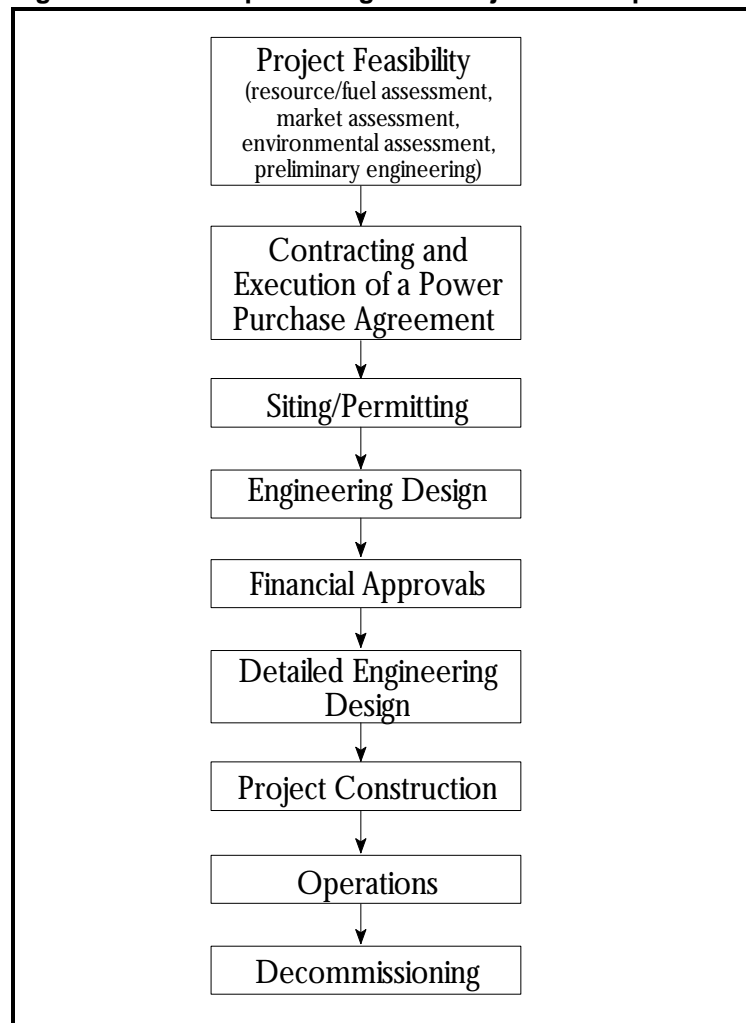 Project Feasibility
(resource/fuel assessment,
market assessment,
environmental assessment,
preliminary engineering)
Contracting and
Execution of a Power
Purchase Agreement
Siting/Permitting
Engineering Design
Financial Approvals
Detailed Engineering
Design
Project Construction
Operations
Decommissioning